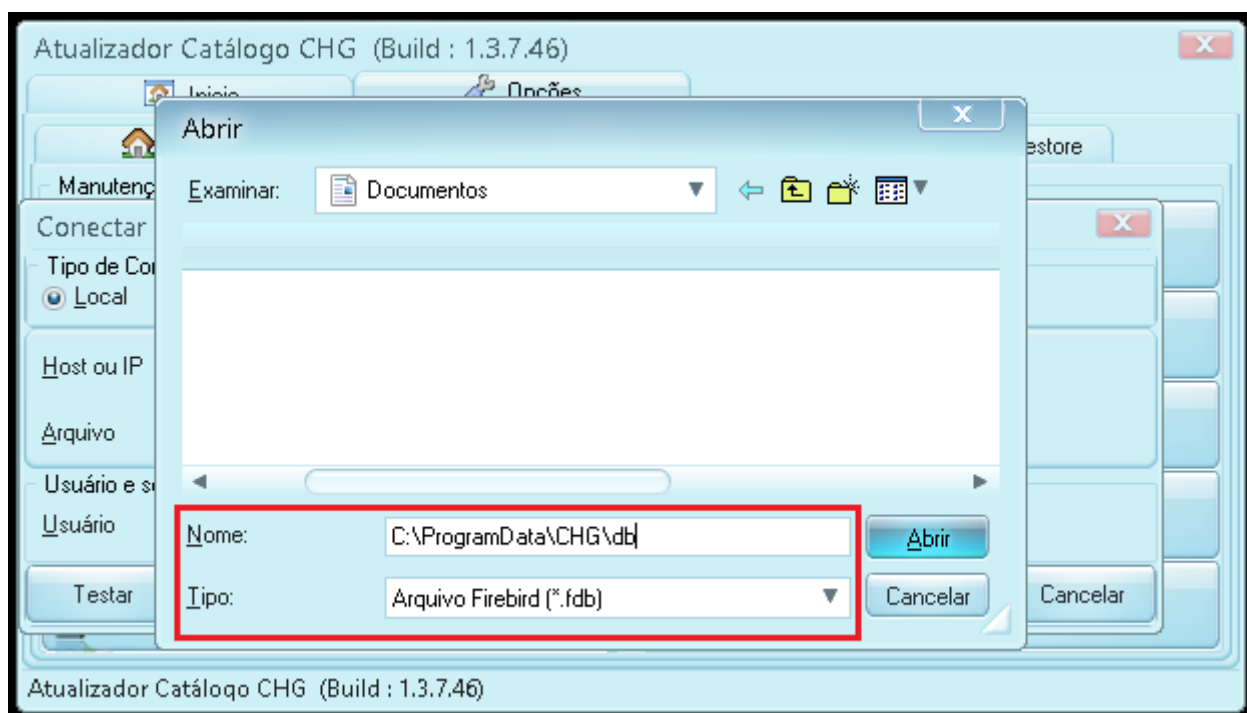 Atualizador Catálogo CHG (Build : 1.3.7.46)
Inicio
Opções
Abrir
estore
Manutenç
Examinar:
Documentos
Conectar
Tipo de Co
Local
Host ou IP
Arquivo
Usuário e s
Usuário
Nome:
C:\ProgramData\CHG\db
Abrir
Testar
Tipo:
Arquivo Firebird (*.fdb)
Cancelar
Cancelar
Atualizador Catálogo CHG (Build : 1.3.7.46)